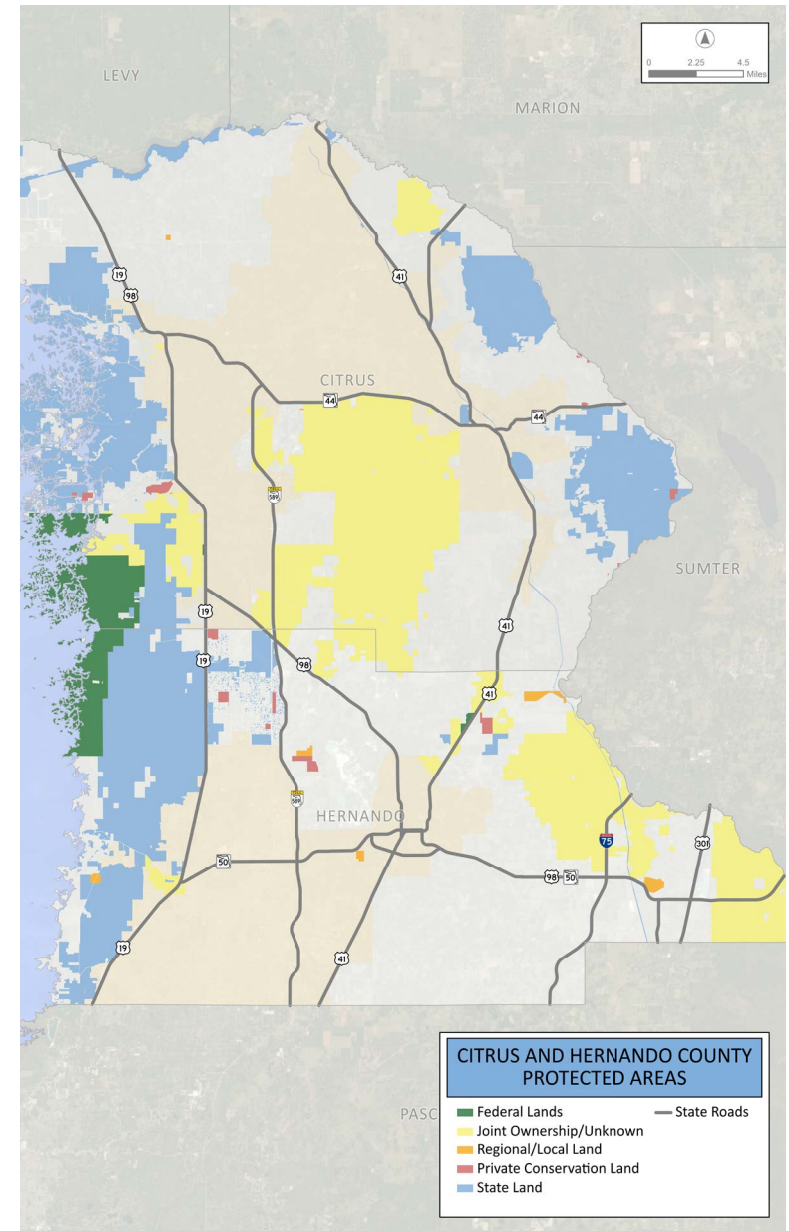 0 2.25 4.5
Miles
LEVY
MARION
19
98
41
CITRUS
44
44
589
SUMTER
19
41
19
98
41
589
HERNANDO
75
301
50
98 50
19
41
CITRUS AND HERNANDO COUNTY
PROTECTED AREAS
PASC
Federal Lands
State Roads
Joint Ownership/Unknown
Regional/Local Land
Private Conservation Land
State Land